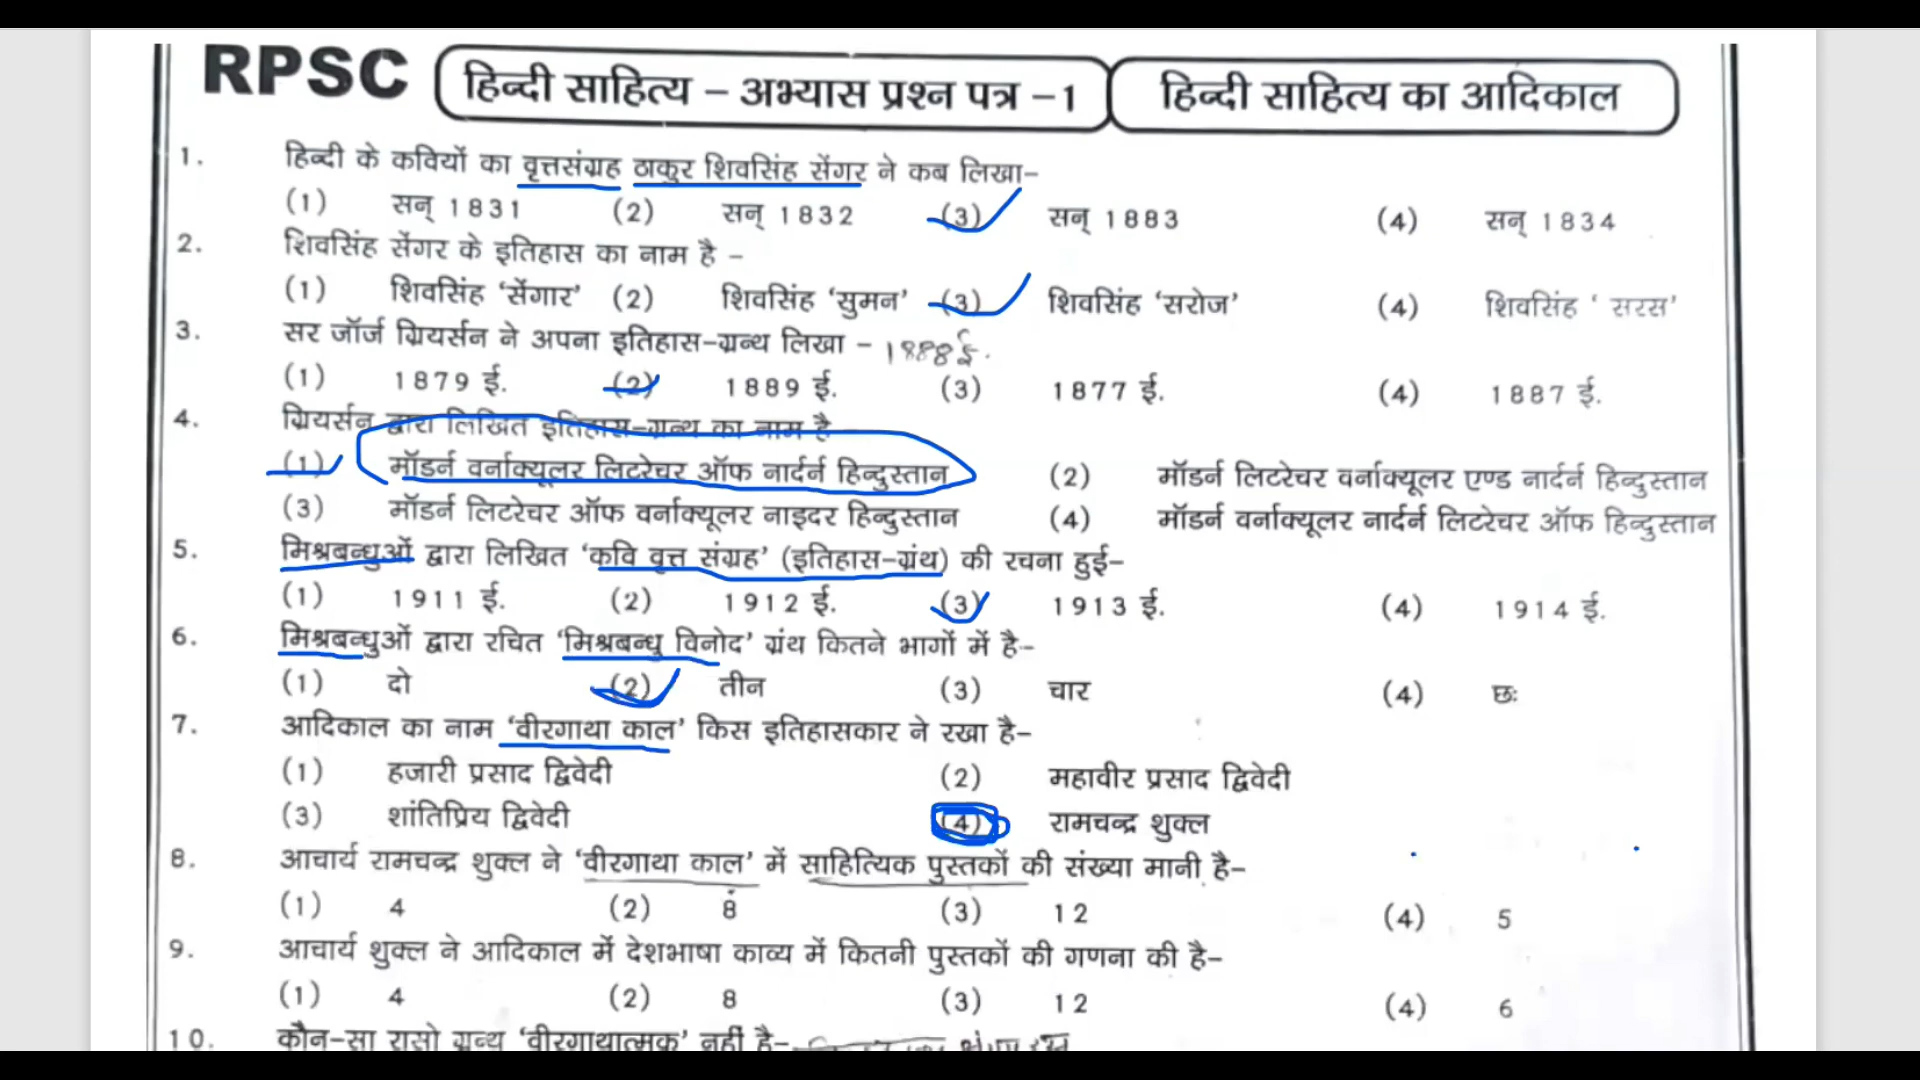 RPSC हिन्दी साहित्य – अभ्यास प्रश्न पत्र –1 हिन्दी साहित्य का आदिकाल
1. हिन्दी के कवियों का वृत्तसंग्रह ठाकुर शिवसिंह सेंगर ने कब लिखा–
(1) सन् 1831 (2) सन् 1832 (3) सन् 1883 (4) सन् 1834
2. शिवसिंह सेंगर के इतिहास का नाम है –
(1) शिवसिंह ‘सेंगार’ (2) शिवसिंह ‘सुमन’ (3) शिवसिंह ‘सरोज’ (4) शिवसिंह ‘ सरस’
3. सर जॉर्ज ग्रियर्सन ने अपना इतिहास–ग्रन्थ लिखा – 1888ई.
(1) 1879 ई. (2) 1889 ई. (3) 1877 ई. (4) 1887 ई.
4. ग्रियर्सन द्वारा लिखित इतिहास–ग्रन्थ का नाम है
(1) मॉडर्न वर्नाक्यूलर लिटरेचर ऑफ नार्दर्न हिन्दुस्तान (2) मॉडर्न लिटरेचर वर्नाक्यूलर एण्ड नार्दर्न हिन्दुस्तान
(3) मॉडर्न लिटरेचर ऑफ वर्नाक्यूलर नाइदर हिन्दुस्तान (4) मॉडर्न वर्नाक्यूलर नार्दर्न लिटरेचर ऑफ हिन्दुस्तान
5. मिश्रबन्धुओं द्वारा लिखित ‘कवि वृत्त संग्रह’ (इतिहास–ग्रंथ) की रचना हुई–
(1) 1911 ई. (2) 1912 ई. (3) 1913 ई. (4) 1914 ई.
6. मिश्रबन्धुओं द्वारा रचित ‘मिश्रबन्धु विनोद’ ग्रंथ कितने भागों में है–
(1) दो (2) तीन (3) चार (4) छः
7. आदिकाल का नाम ‘वीरगाथा काल’ किस इतिहासकार ने रखा है–
(1) हजारी प्रसाद द्विवेदी (2) महावीर प्रसाद द्विवेदी
(3) शांतिप्रिय द्विवेदी (4) रामचन्द्र शुक्ल
8. आचार्य रामचन्द्र शुक्ल ने ‘वीरगाथा काल’ में साहित्यिक पुस्तकों की संख्या मानी है–
(1) 4 (2) 8 (3) 12 (4) 5
9. आचार्य शुक्ल ने आदिकाल में देशभाषा काव्य में कितनी पुस्तकों की गणना की है–
(1) 4 (2) 8 (3) 12 (4) 6
10. कौन–सा रासो ग्रन्थ ‘वीरगाथात्मक’ नहीं है–